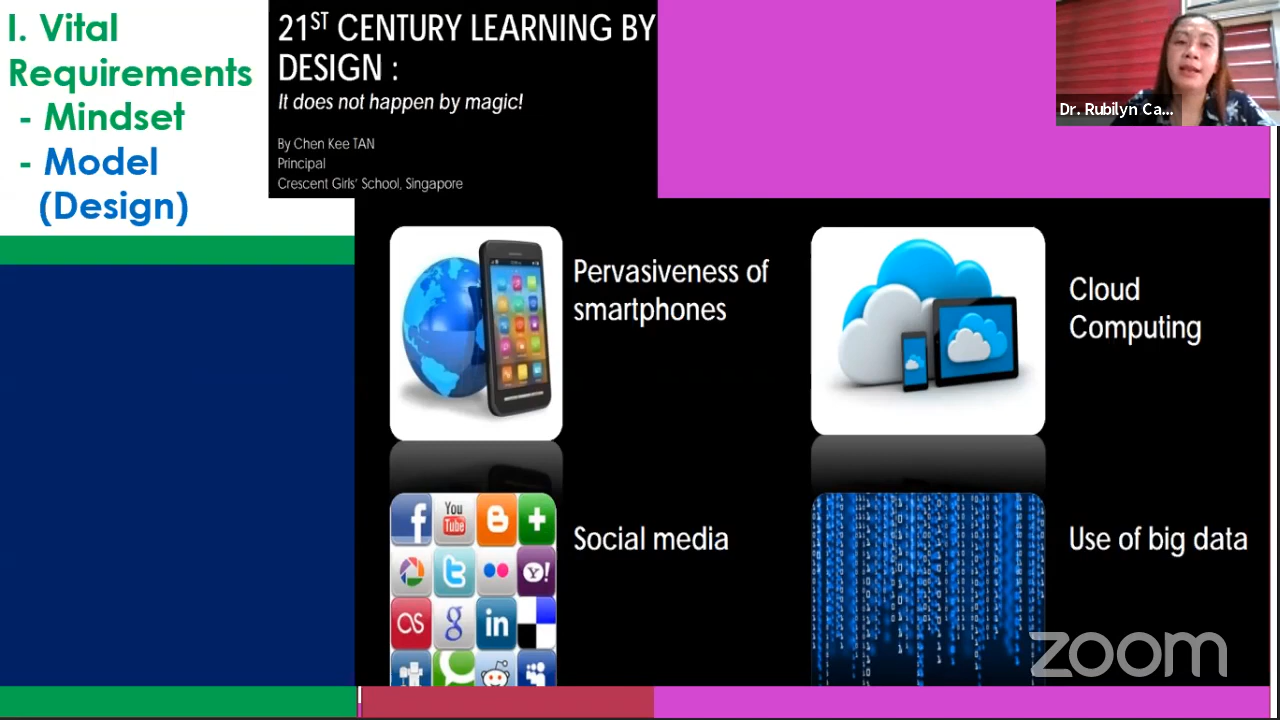 I. Vital
Requirements
- Mindset
- Model
(Design)
21ST CENTURY LEARNING BY
DESIGN :
It does not happen by magic!
By Chen Kee TAN
Principal
Crescent Girls' School, Singapore
Dr. Rubilyn Ca...
Pervasiveness of
smartphones
Cloud
Computing
You
Tube
Social media
Use of big data
zoom